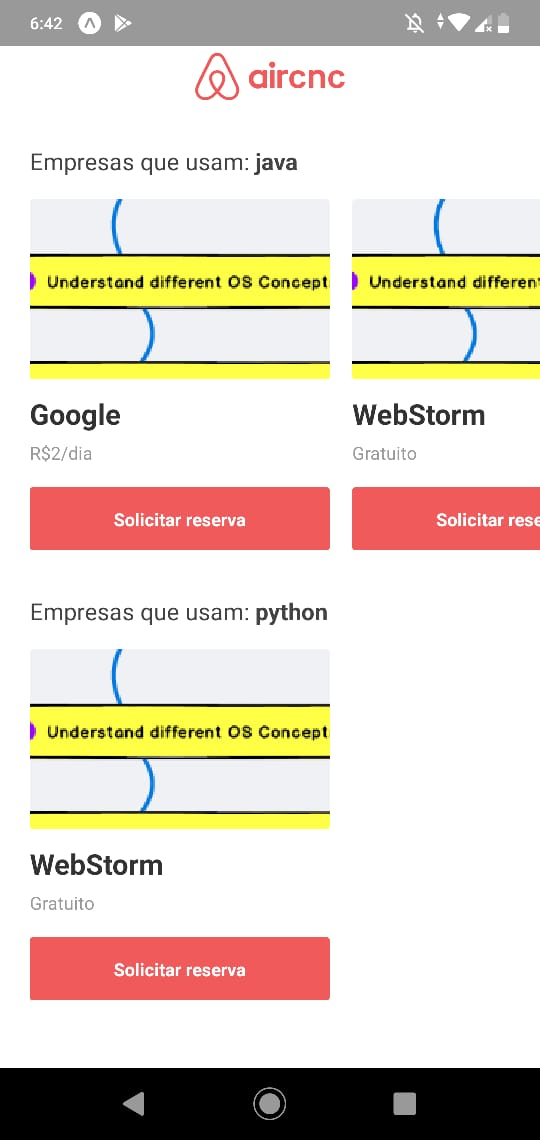 6:42
aircnc
Empresas que usam: java
Understand different OS Concept
Understand different
Google
WebStorm
R$2/dia
Gratuito
Solicitar reserva
Solicitar rese
Empresas que usam: python
Understand different OS Concept
WebStorm
Gratuito
Solicitar reserva